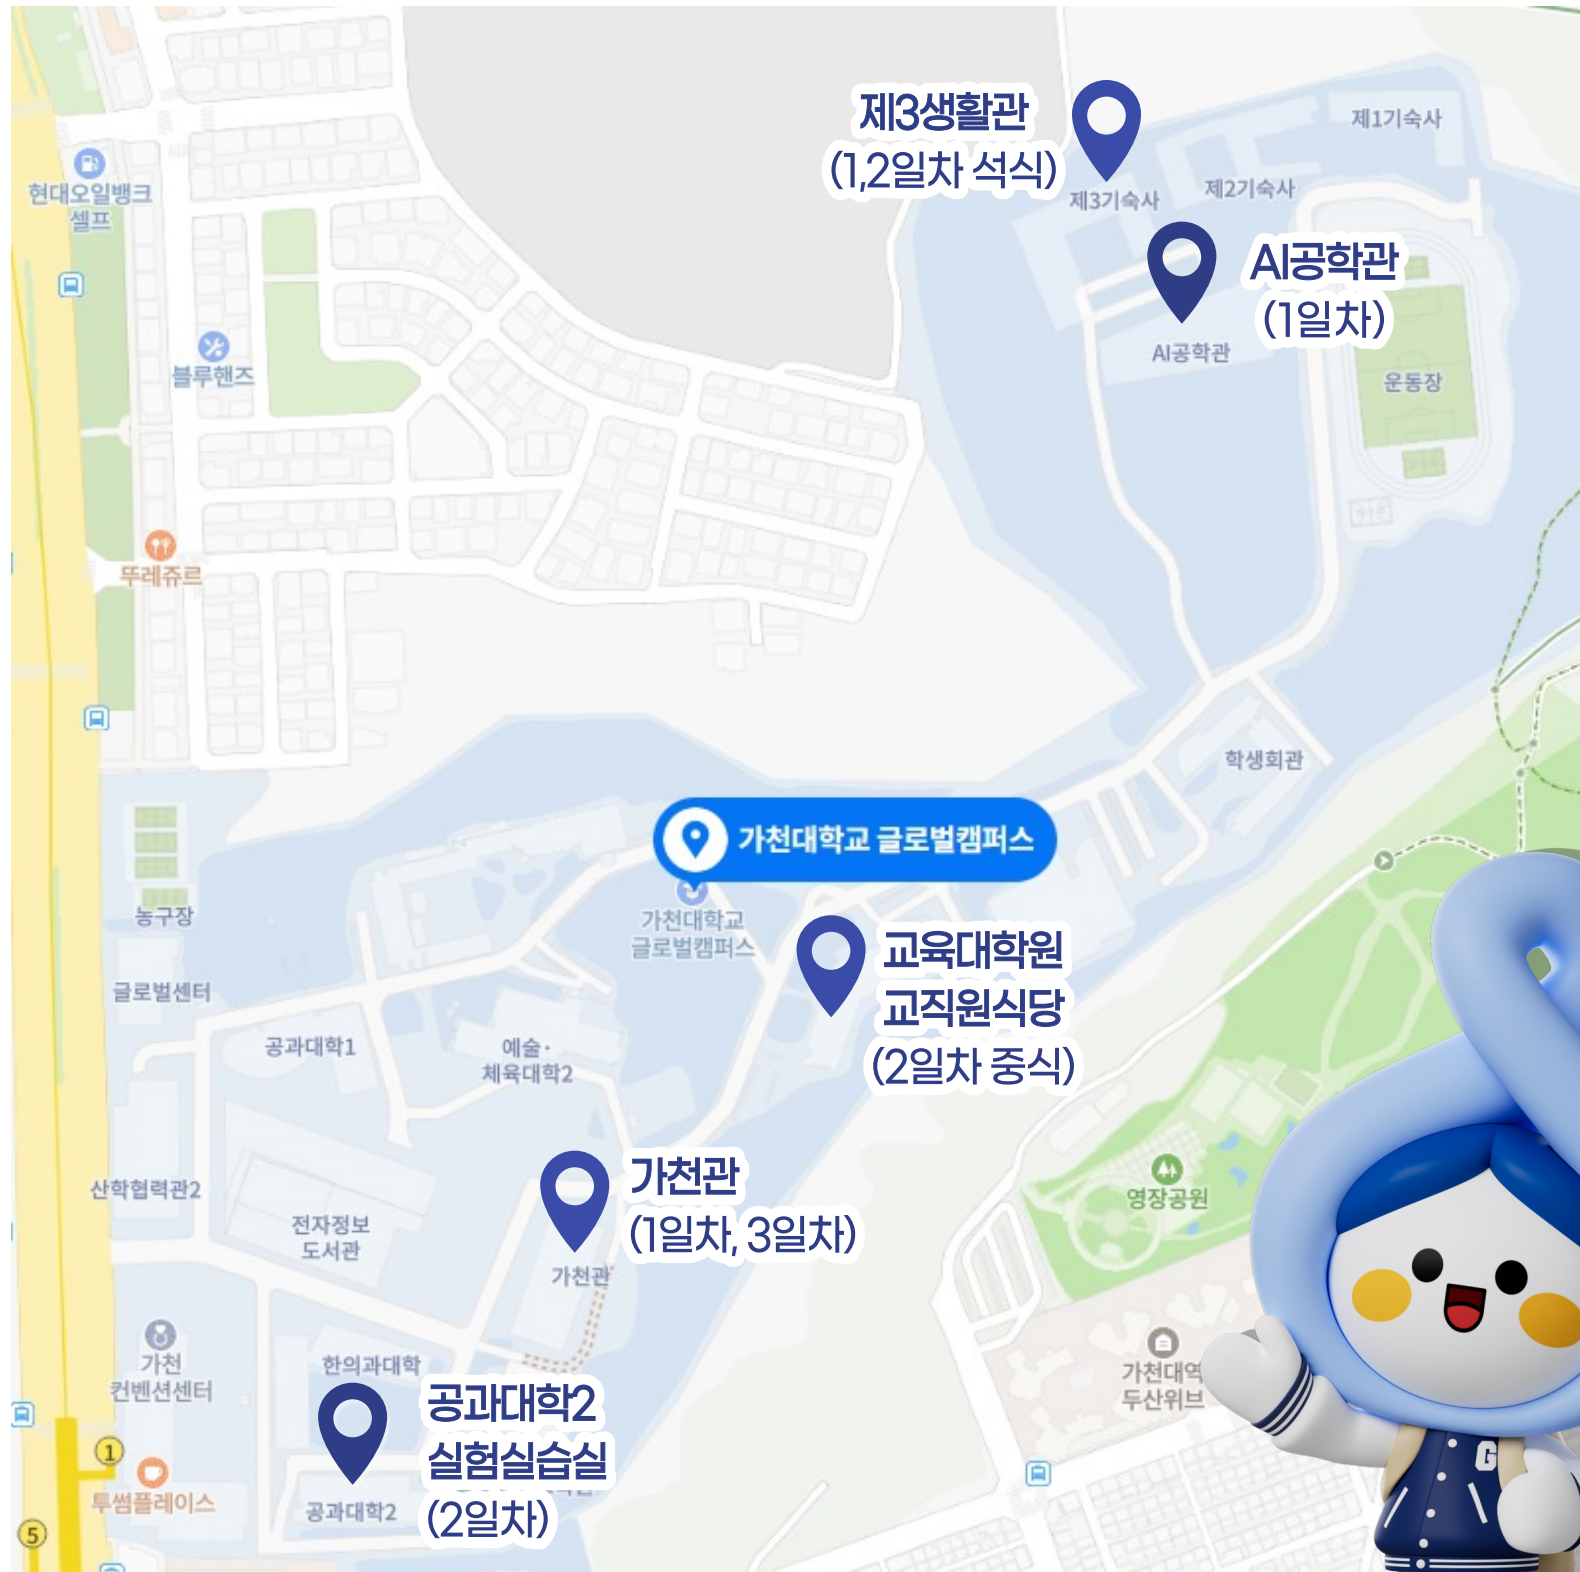 제3생활관
(1,2일차 석식)
제1기숙사
제2기숙사
제3기숙사
현대오일뱅크
셀프
AI공학관
(1일차)
AI공학관
블루핸즈
운동장
뚜레쥬르
학생회관
가천대학교 글로벌캠퍼스
가천대학교
글로벌캠퍼스
농구장
교육대학원
교직원식당
(2일차 중식)
글로벌센터
공과대학1
예술·
체육대학2
산학협력관2
전자정보
도서관
가천관
(1일차, 3일차)
가천관
영장공원
가천
컨벤션센터
한의과대학
가천대역
두산위브
공과대학2
실험실습실
(2일차)
1
투썸플레이스
공과대학2
5
G